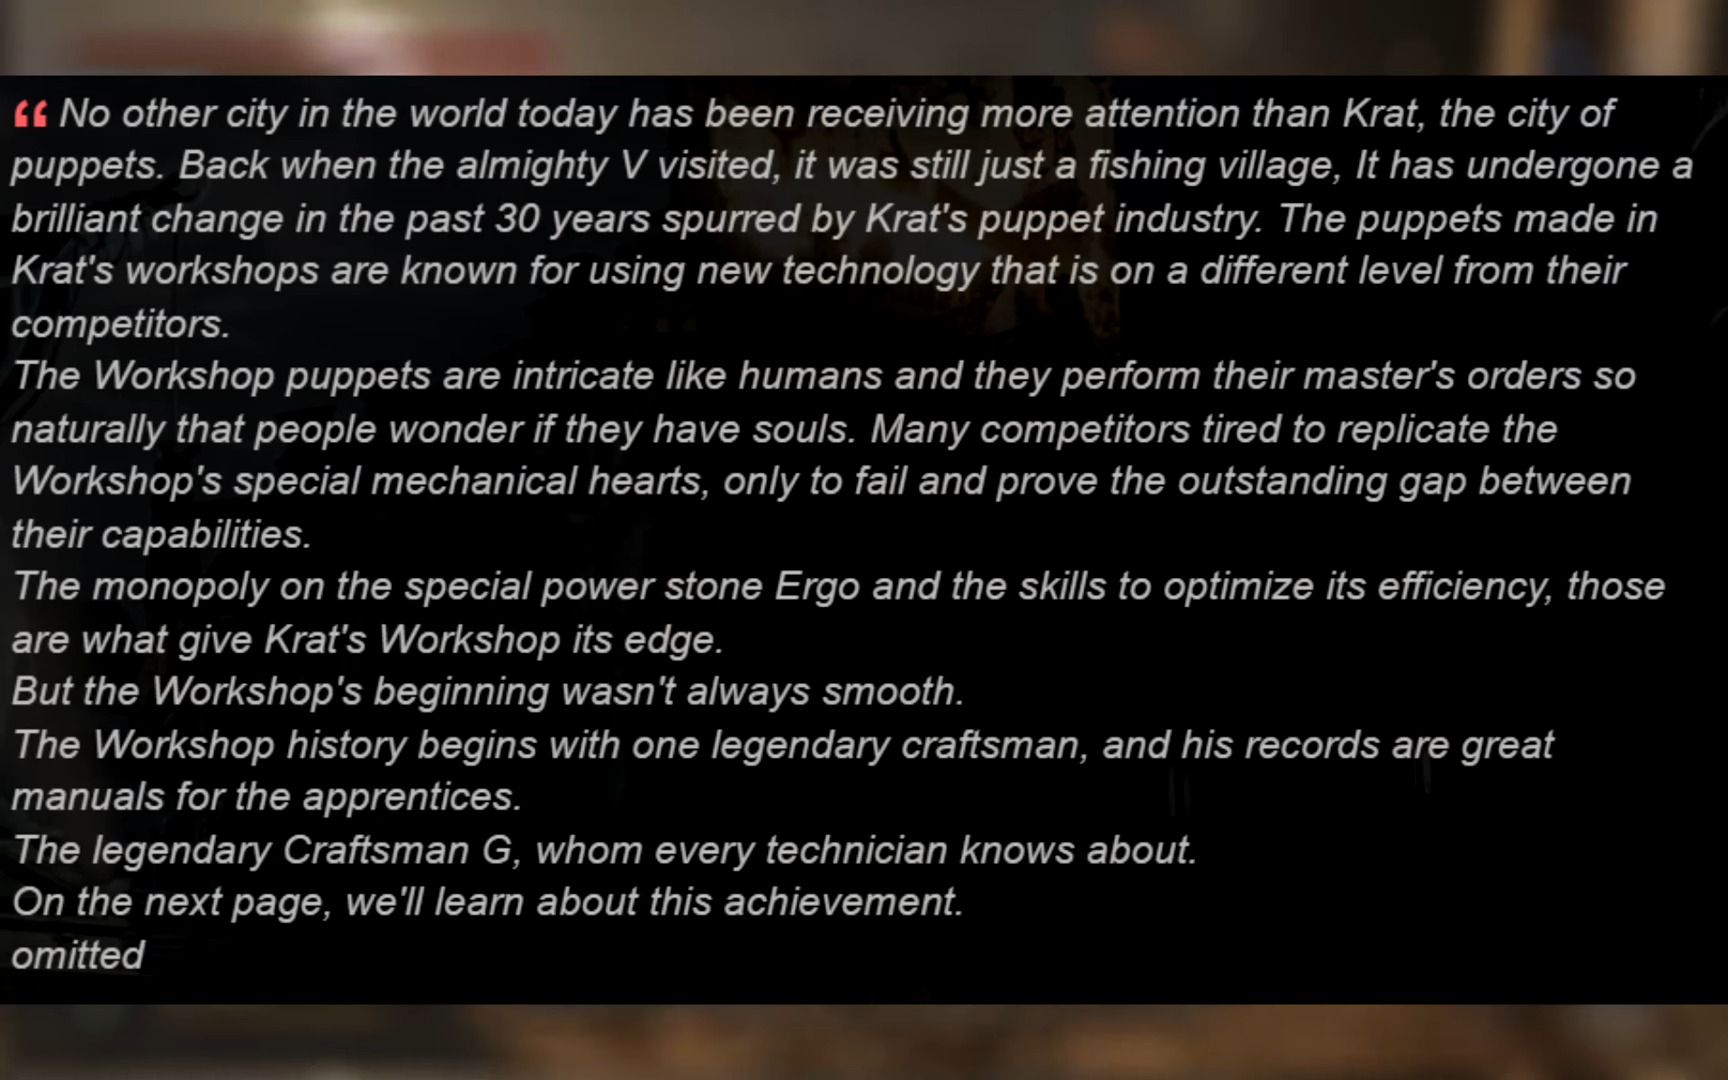 “ No other city in the world today has been receiving more attention than Krat, the city of
puppets. Back when the almighty V visited, it was still just a fishing village, It has undergone a
brilliant change in the past 30 years spurred by Krat's puppet industry. The puppets made in
Krat's workshops are known for using new technology that is on a different level from their
competitors.
The Workshop puppets are intricate like humans and they perform their master's orders so
naturally that people wonder if they have souls. Many competitors tired to replicate the
Workshop's special mechanical hearts, only to fail and prove the outstanding gap between
their capabilities.
The monopoly on the special power stone Ergo and the skills to optimize its efficiency, those
are what give Krat's Workshop its edge.
But the Workshop's beginning wasn't always smooth.
The Workshop history begins with one legendary craftsman, and his records are great
manuals for the apprentices.
The legendary Craftsman G, whom every technician knows about.
On the next page, we'll learn about this achievement.
omitted